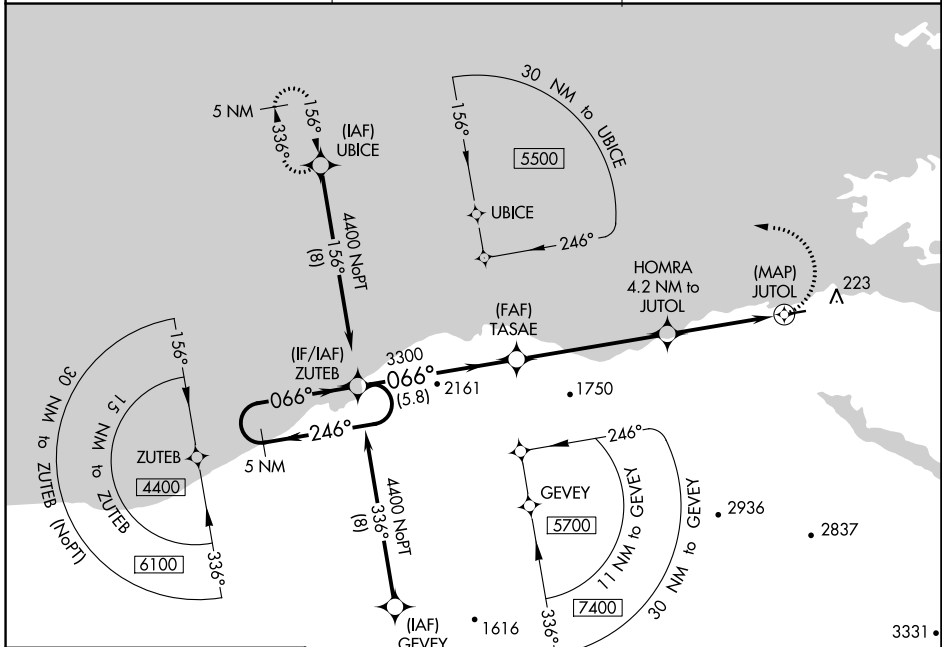 5 NM
156°
336°
(IAF)
UBICE
4400 NoPT
156°
(8)
30 NM to UBICE
5500
156°
UBICE
246°
HOMRA
4.2 NM to
JUTOL
(MAP)
JUTOL
223
(FAF)
TASAE
(IF/IAF)
ZUTEB
3300
066°
(5.8)
2161
1750
066°
246°
5 NM
156°
30 NM to ZUTEB (NoPT)
15 NM to ZUTEB
ZUTEB
4400
6100
336°
4400 NoPT
336°
(8)
(IAF)
GEVEY
1616
246°
GEVEY
5700
11 NM to GEVEY
7400
30 NM to GEVEY
336°
2936
2837
3331